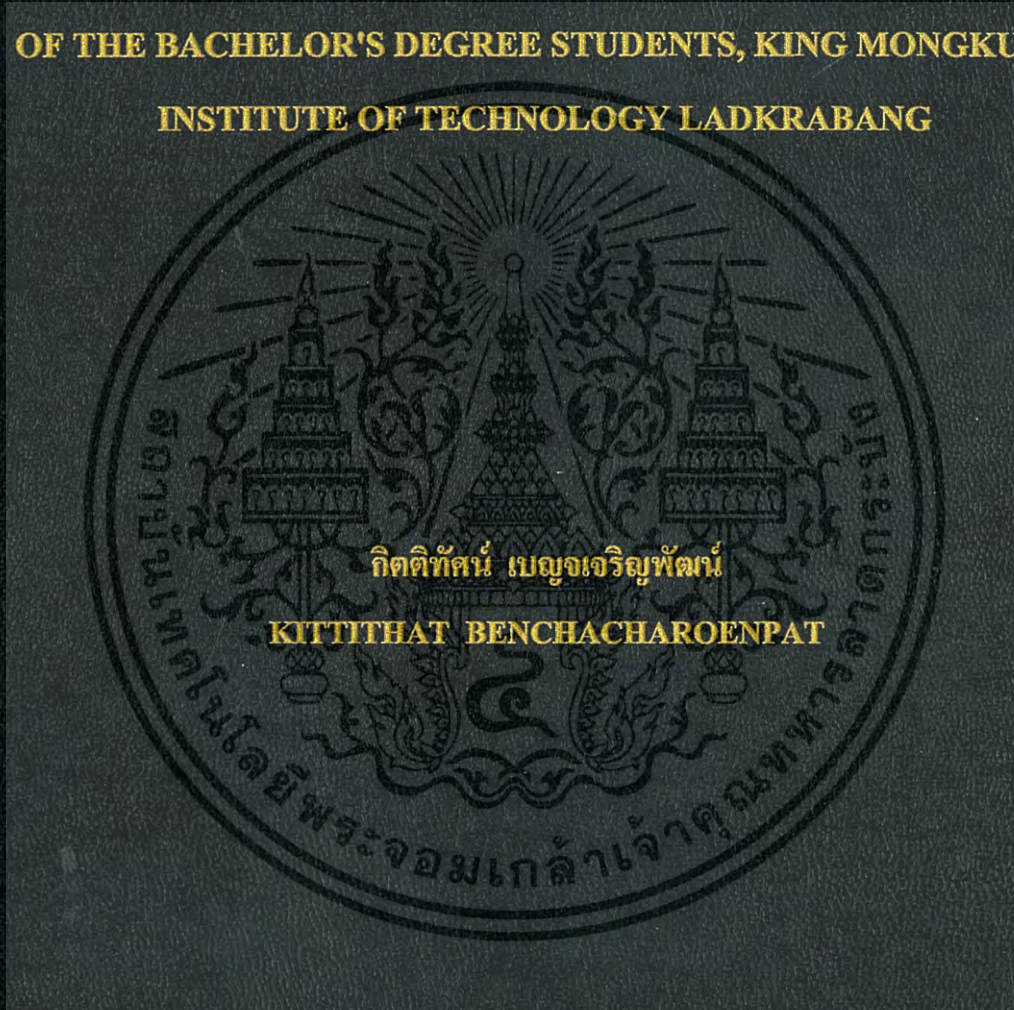 OF THE BACHELOR'S DEGREE STUDENTS, KING MONGKU
INSTITUTE OF TECHNOLOGY LADKRABANG
กิตติทัศน์ เบญจเจริญพัฒน์
KITTITHAT BENCHACHAROENPAT
๔
สถาบันเทคโนโลยีพระจอมเกล้าเจ้าคุณทหารลาดกระบัง